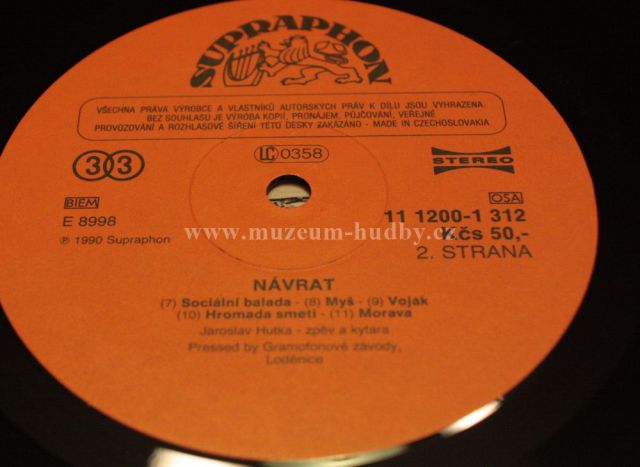 SUPRAPHON
VŠECHNA PRÁVA VÝROBCE A VLASTNÍKŮ AUTORSKÝCH PRÁV K DÍLU JSOU VYHRAZENA.
BEZ SOUHLASU JE VÝROBA KOPIÍ, PRONÁJEM, PŮJČOVÁNÍ, VEŘEJNÉ
PROVOZOVÁNÍ A ROZHLASOVÉ ŠÍŘENÍ TÉTO DESKY ZAKÁZÁNO - MADE IN CZECHOSLOVAKIA
33
LC 0358
STEREO
BIEM
OSA
E 8998
11 1200-1 312
www.muzeum-hudby.cz
Kčs 50,-
℗ 1990 Supraphon
2. STRANA
NÁVRAT
(7) Sociální balada - (8) Myš - (9) Voják
(10) Hromada smetí - (11) Morava
Jaroslav Hutka - zpěv a kytara
Pressed by Gramofonové závody,
Loděnice